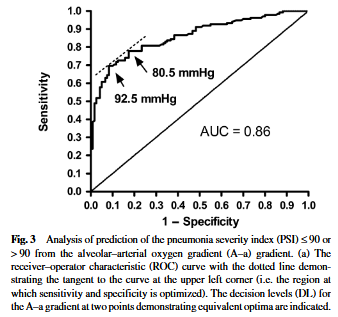 1.0
0.9
0.8
0.7
0.6
0.5
0.4
0.3
0.2
0.1
0.0
Sensitivity
80.5 mmHg
92.5 mmHg
AUC = 0.86
0.0 0.1 0.2 0.3 0.4 0.5 0.6 0.7 0.8 0.9 1.0
1 – Specificity
Fig. 3 Analysis of prediction of the pneumonia severity index (PSI) ≤ 90 or
> 90 from the alveolar–arterial oxygen gradient (A–a) gradient. (a) The
receiver–operator characteristic (ROC) curve with the dotted line demon-
strating the tangent to the curve at the upper left corner (i.e. the region at
which sensitivity and specificity is optimized). The decision levels (DL) for
the A–a gradient at two points demonstrating equivalent optima are indicated.